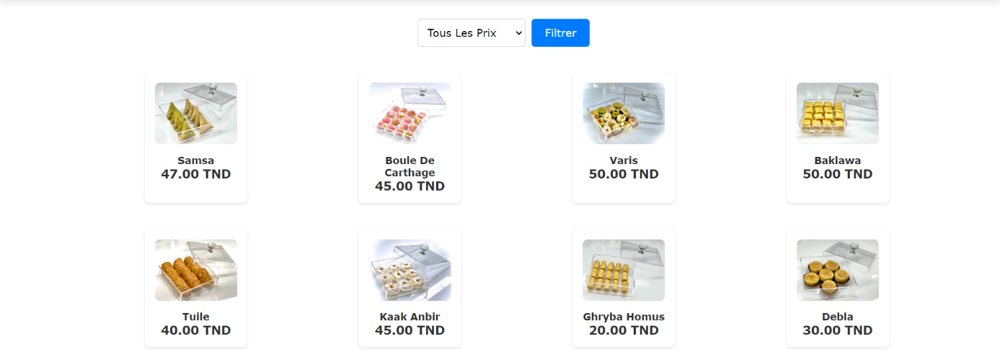 Tous Les Prix
Filtrer
Samsa
47.00 TND
Boule De
Carthage
45.00 TND
Varis
50.00 TND
Baklawa
50.00 TND
Tuile
40.00 TND
Kaak Anbir
45.00 TND
Ghryba Homus
20.00 TND
Debla
30.00 TND